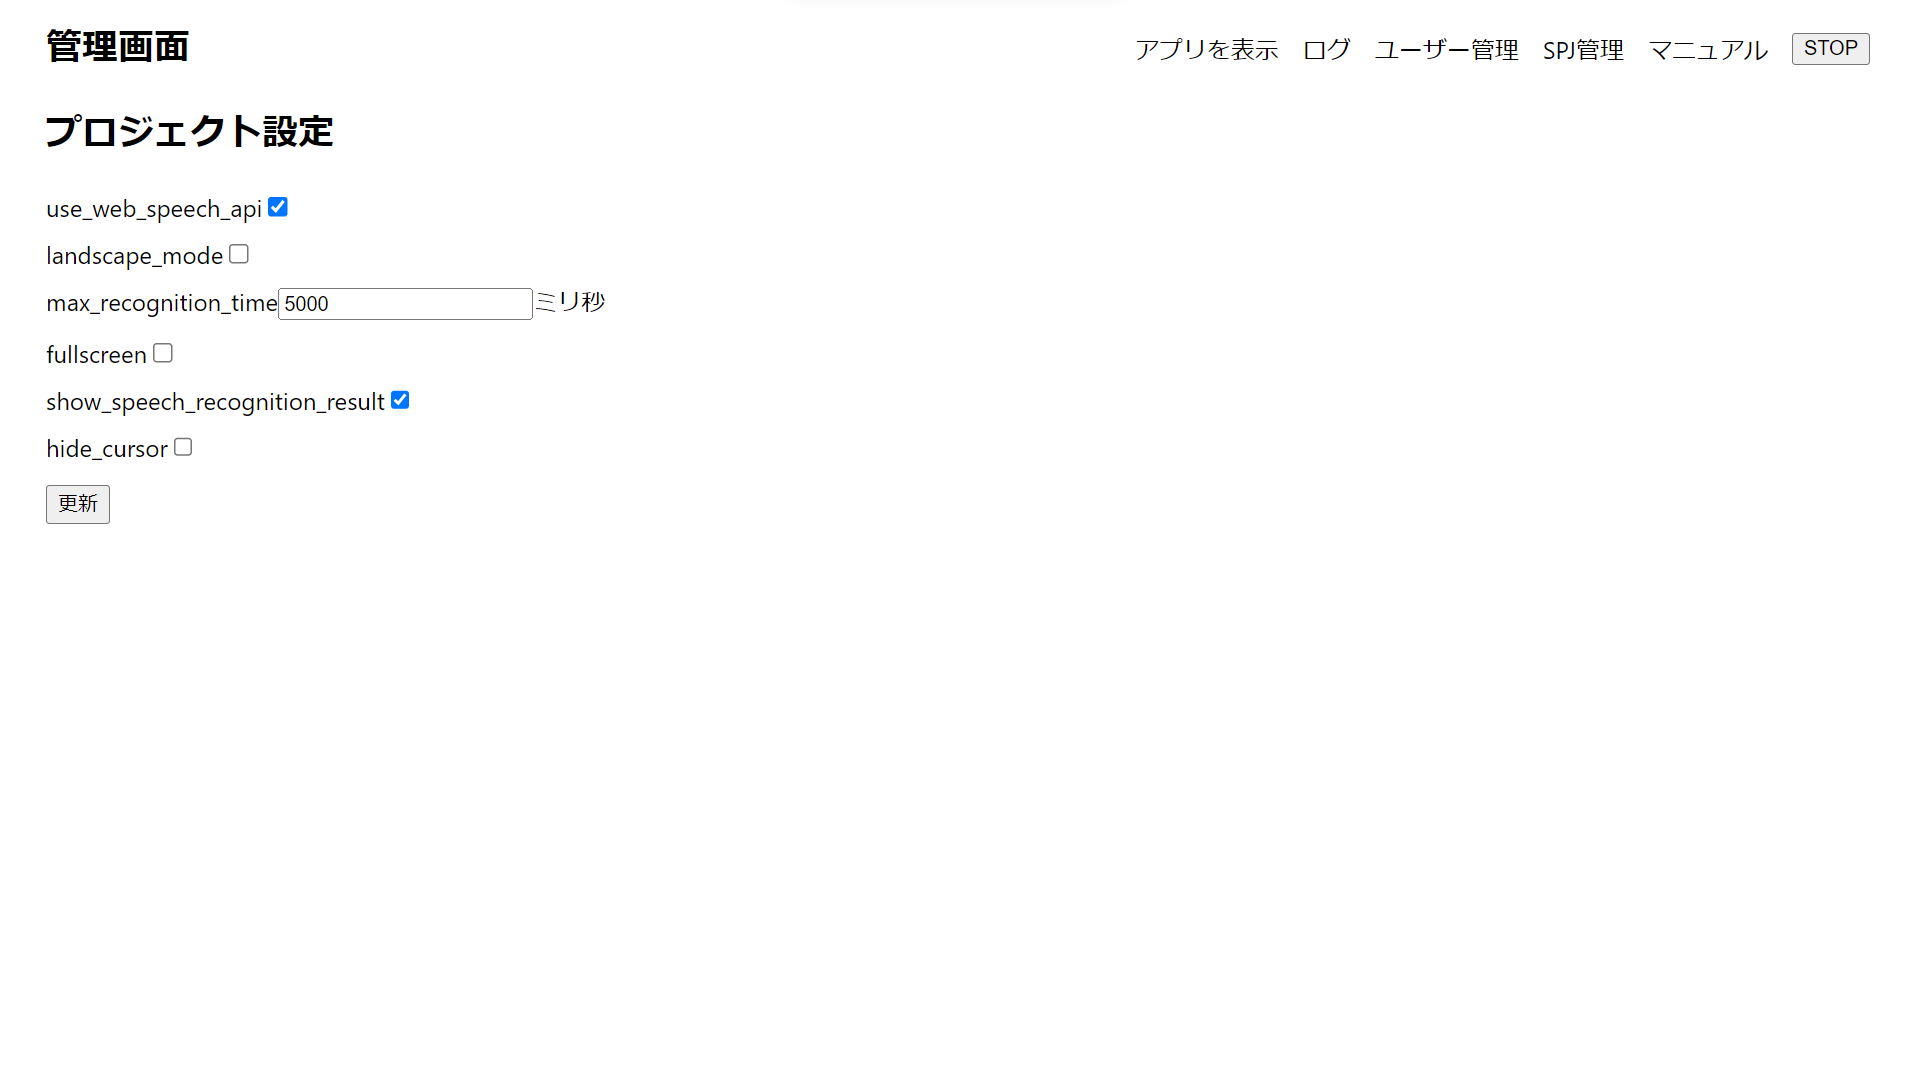 管理画面
アプリを表示 ログ ユーザー管理 SPJ管理 マニュアル STOP
プロジェクト設定
use_web_speech_api
landscape_mode
max_recognition_time 5000 ミリ秒
fullscreen
show_speech_recognition_result
hide_cursor
更新